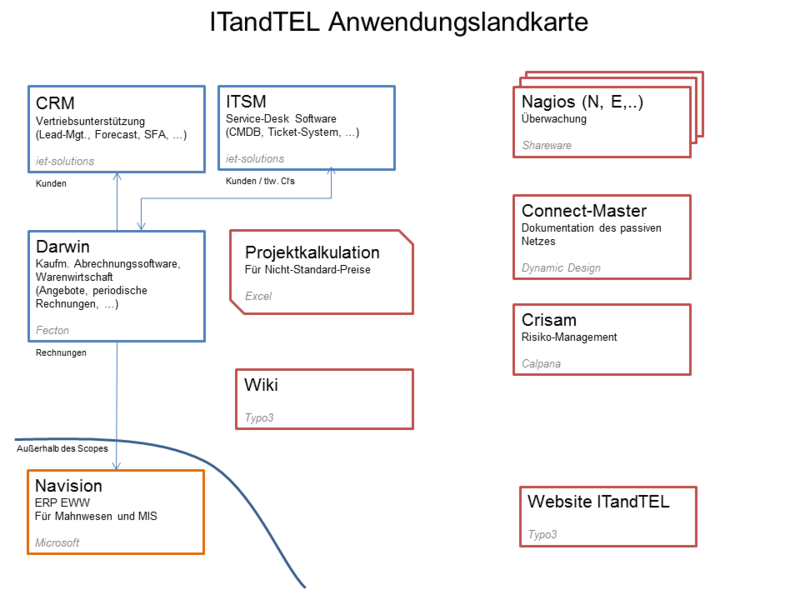 ITandTEL Anwendungslandkarte
CRM
Vertriebsunterstützung
(Lead-Mgt., Forecast, SFA, …)
iet-solutions
Kunden
ITSM
Service-Desk Software
(CMDB, Ticket-System, …)
iet-solutions
Kunden / tlw. CI's
Nagios (N, E,..)
Überwachung
Shareware
Darwin
Kaufm. Abrechnungssoftware,
Warenwirtschaft
(Angebote, periodische
Rechnungen, …)
Fecton
Rechnungen
Projektkalkulation
Für Nicht-Standard-Preise
Excel
Connect-Master
Dokumentation des passiven
Netzes
Dynamic Design
Crisam
Risiko-Management
Calpana
Wiki
Typo3
Außerhalb des Scopes
Navision
ERP EWW
Für Mahnwesen und MIS
Microsoft
Website ITandTEL
Typo3